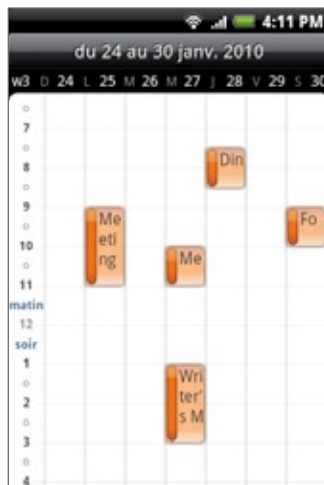 4:11 PM
du 24 au 30 janv. 2010
w3 D 24 L 25 M 26 M 27 J 28 V 29 S 30
7
8
Din
9
Me
eti
ng
Fo
10
Me
11
matin
12
soir
1
Wri
ter'
s M
2
3
4